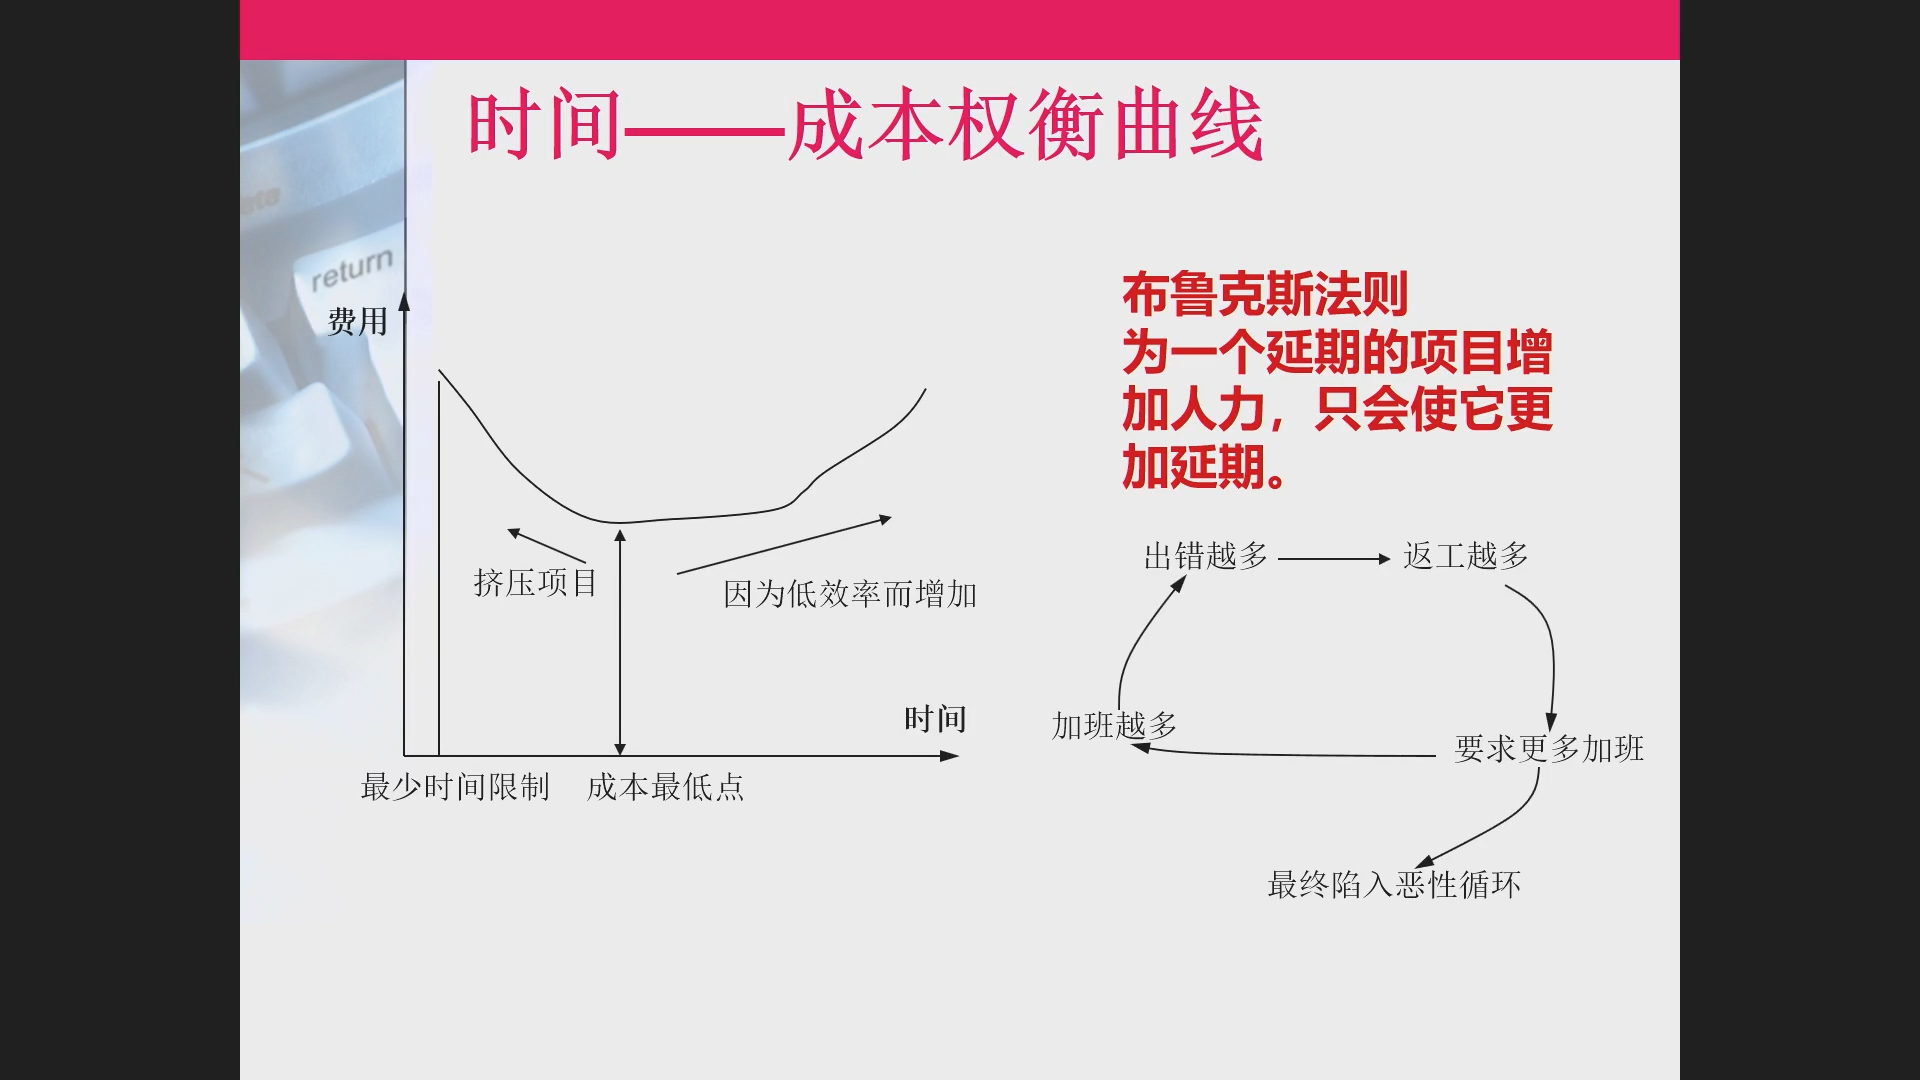 时间——成本权衡曲线
return
费用
布鲁克斯法则
为一个延期的项目增
加人力，只会使它更
加延期。
挤压项目
因为低效率而增加
时间
最少时间限制
成本最低点
出错越多
返工越多
加班越多
要求更多加班
最终陷入恶性循环